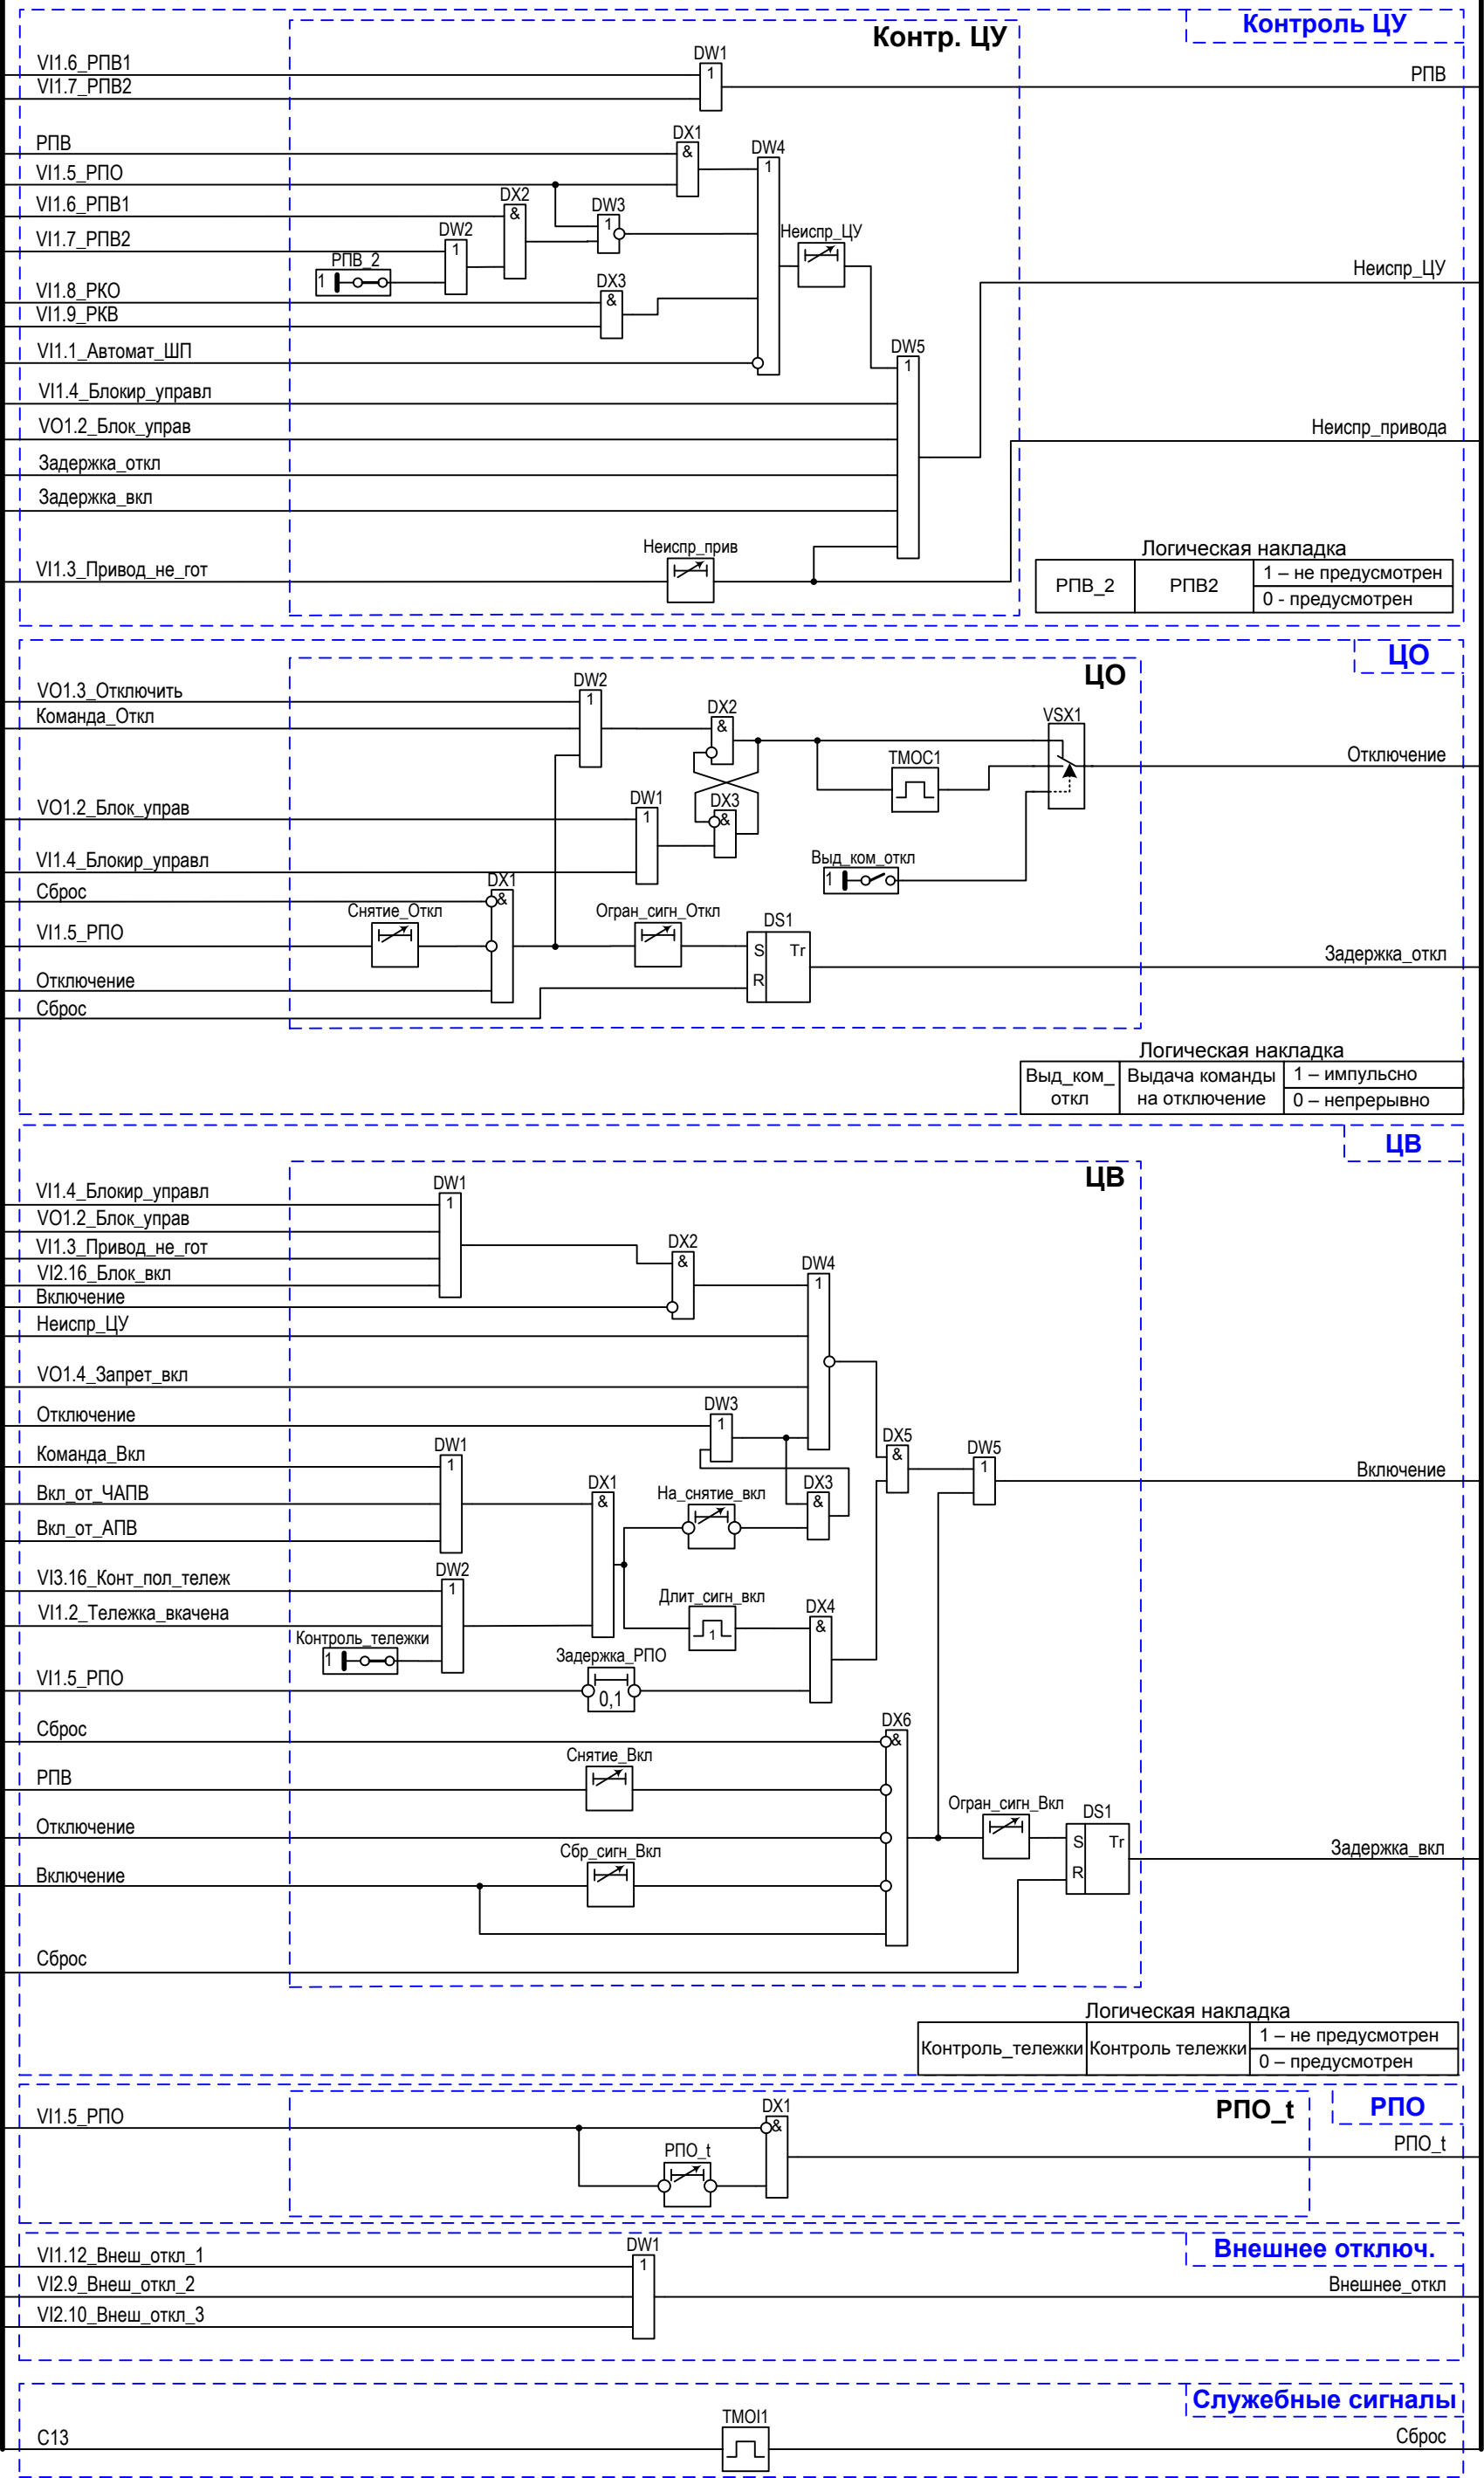 Контроль ЦУ
Контр. ЦУ
DW1
VI1.6_РПВ1
1
РПВ
VI1.7_РПВ2
DX1
РПВ
&
DW4
1
VI1.5_РПО
DX2
VI1.6_РПВ1
&
DW3
1
DW2
VI1.7_РПВ2
1
Неиспр_ЦУ
РПВ_2
1
Неиспр_ЦУ
DX3
VI1.8_РКО
&
VI1.9_РКВ
VI1.1_Автомат_ШП
DW5
1
VI1.4_Блокир_управл
VO1.2_Блок_управ
Неиспр_привода
Задержка_откл
Задержка_вкл
Неиспр_прив
Логическая накладка
VI1.3_Привод_не_гот
РПВ_2
РПВ2
1 – не предусмотрен
0 - предусмотрен
ЦО
ЦО
DW2
VO1.3_Отключить
1
Команда_Откл
DX2
&
VSX1
TMOC1
Отключение
VO1.2_Блок_управ
DW1
1
DX3
&
VI1.4_Блокир_управл
Выд_ком_откл
1
DX1
Сброс
&
Снятие_Откл
Огран_сигн_Откл
DS1
VI1.5_РПО
S
Tr
Задержка_откл
Отключение
R
Сброс
Логическая накладка
Выд_ком_
откл
Выдача команды
на отключение
1 – импульсно
0 – непрерывно
ЦВ
ЦВ
DW1
VI1.4_Блокир_управл
1
VO1.2_Блок_управ
VI1.3_Привод_не_гот
DX2
&
VI2.16_Блок_вкл
DW4
1
Включение
Неиспр_ЦУ
VO1.4_Запрет_вкл
DW3
Отключение
1
DX5
&
Команда_Вкл
DW1
1
DW5
1
Включение
DX1
&
На_снятие_вкл
DX3
&
Вкл_от_ЧАПВ
Вкл_от_АПВ
VI3.16_Конт_пол_тележ
DW2
1
Длит_сигн_вкл
1
DX4
&
VI1.2_Тележка_вкачена
Контроль_тележки
1
Задержка_РПО
0,1
VI1.5_РПО
Сброс
DX6
&
Снятие_Вкл
РПВ
Огран_сигн_Вкл
DS1
Отключение
S
Tr
Сбр_сигн_Вкл
Задержка_вкл
Включение
R
Сброс
Логическая накладка
Контроль_тележки
Контроль тележки
1 – не предусмотрен
0 – предусмотрен
РПО_t
РПО
VI1.5_РПО
DX1
&
РПО_t
РПО_t
Внешнее отключ.
DW1
VI1.12_Внеш_откл_1
1
VI2.9_Внеш_откл_2
Внешнее_откл
VI2.10_Внеш_откл_3
Служебные сигналы
TMOI1
C13
Сброс